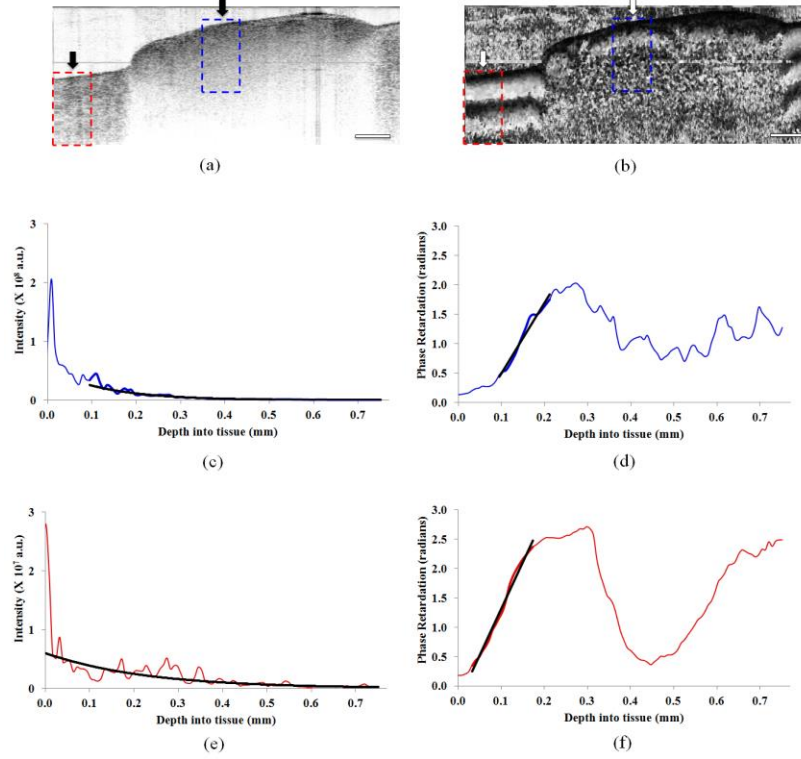 (a)
(b)
3
2
1
0
Intensity (X 10⁸ a.u.)
0.0 0.1 0.2 0.3 0.4 0.5 0.6 0.7
Depth into tissue (mm)
(c)
3.0
2.5
2.0
1.5
1.0
0.5
0.0
Phase Retardation (radians)
0.0 0.1 0.2 0.3 0.4 0.5 0.6 0.7
Depth into tissue (mm)
(d)
3
2
1
0
Intensity (X 10⁷ a.u.)
0.0 0.1 0.2 0.3 0.4 0.5 0.6 0.7
Depth into tissue (mm)
(e)
3.0
2.5
2.0
1.5
1.0
0.5
0.0
Phase Retardation (radians)
0.0 0.1 0.2 0.3 0.4 0.5 0.6 0.7
Depth into tissue (mm)
(f)